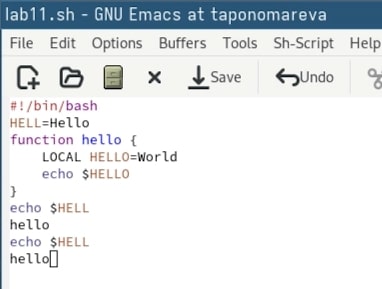 lab11.sh - GNU Emacs at taponomareva
File Edit Options Buffers Tools Sh-Script Help
Save Undo
#!/bin/bash
HELL=Hello
function hello {
    LOCAL HELLO=World
    echo $HELLO
}
echo $HELL
hello
echo $HELL
hello